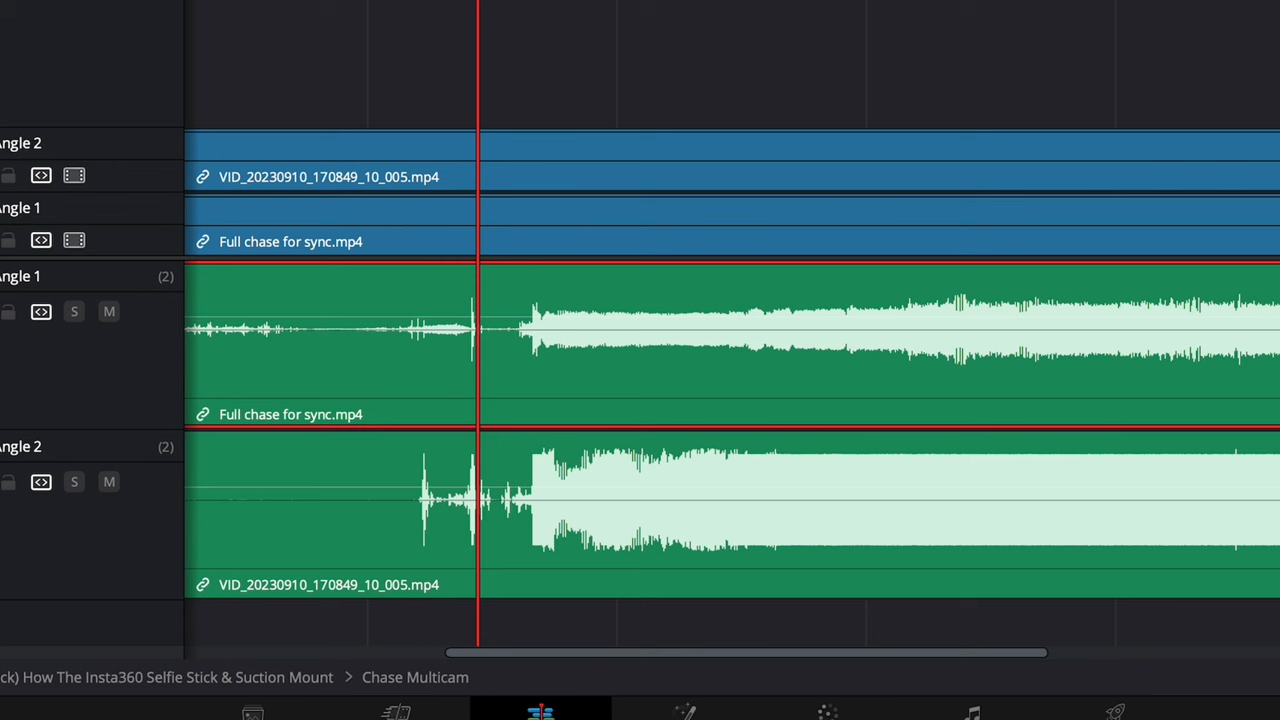 ngle 2
VID_20230910_170849_10_005.mp4
ngle 1
Full chase for sync.mp4
ngle 1 (2)
S M
Full chase for sync.mp4
ngle 2 (2)
S M
VID_20230910_170849_10_005.mp4
ck) How The Insta360 Selfie Stick & Suction Mount > Chase Multicam